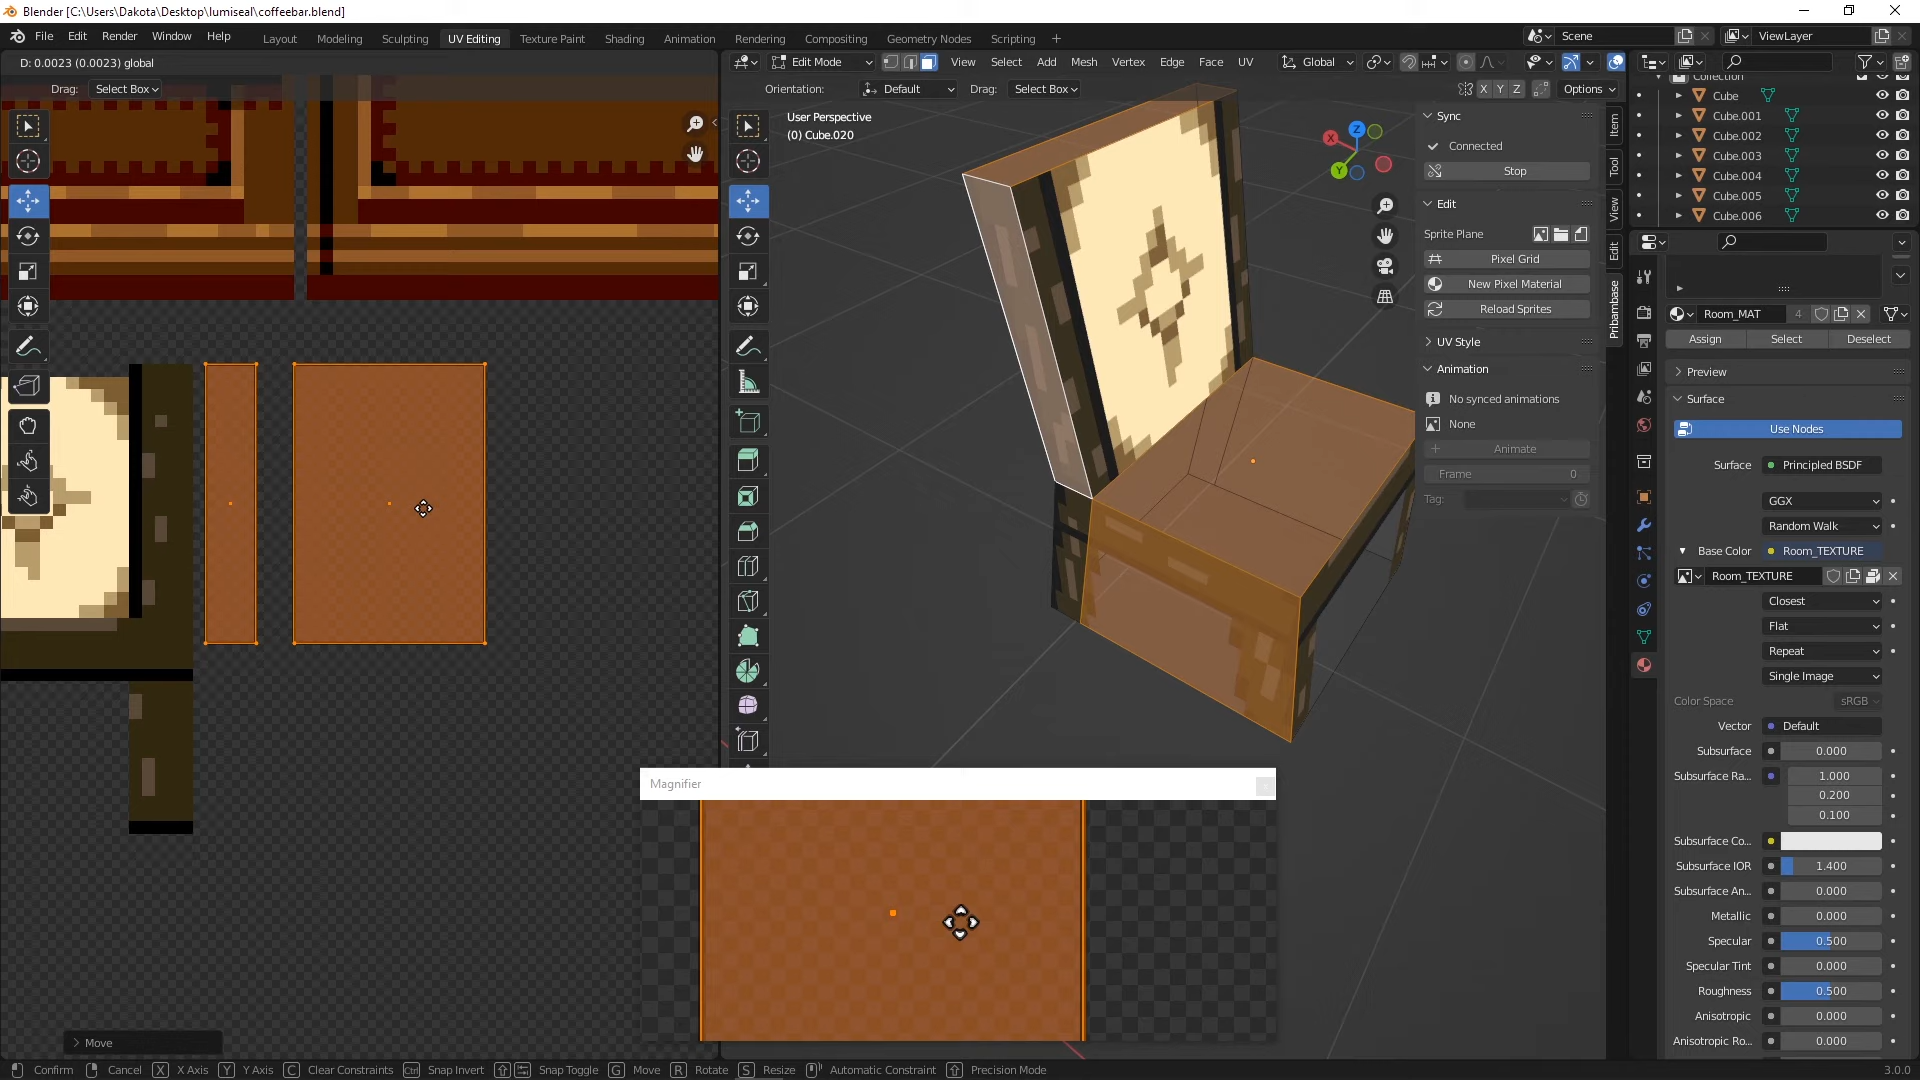 Blender [C:\Users\Dakota\Desktop\lumiseal\coffeebar.blend]
File Edit Render Window Help
Layout Modeling Sculpting UV Editing Texture Paint Shading Animation Rendering Compositing Geometry Nodes Scripting
Scene
ViewLayer
D: 0.0023 (0.0023) global
Drag: Select Box
Edit Mode
View Select Add Mesh Vertex Edge Face UV
Global
Orientation: Default Drag: Select Box
X Y Z
Options
User Perspective
(0) Cube.020
X
Z
Y
Sync
Connected
Stop
Edit
Sprite Plane
Pixel Grid
New Pixel Material
Reload Sprites
UV Style
Animation
No synced animations
None
Animate
Frame 0
Tag:
Item
Tool
View
Edit
Pribambase
Collection
Cube
Cube.001
Cube.002
Cube.003
Cube.004
Cube.005
Cube.006
Room_MAT 4
Assign Select Deselect
Preview
Surface
Use Nodes
Surface Principled BSDF
GGX
Random Walk
Base Color Room_TEXTURE
Room_TEXTURE
Closest
Flat
Repeat
Single Image
Color Space sRGB
Vector Default
Subsurface 0.000
Subsurface Ra... 1.000
0.200
0.100
Subsurface Co...
Subsurface IOR 1.400
Subsurface An... 0.000
Metallic 0.000
Specular 0.500
Specular Tint 0.000
Roughness 0.500
Anisotropic 0.000
Anisotropic Ro... 0.000
Magnifier
Move
Confirm Cancel X X Axis Y Y Axis C Clear Constraints Ctrl Snap Invert Snap Toggle G Move R Rotate S Resize Automatic Constraint Precision Mode
3.0.0